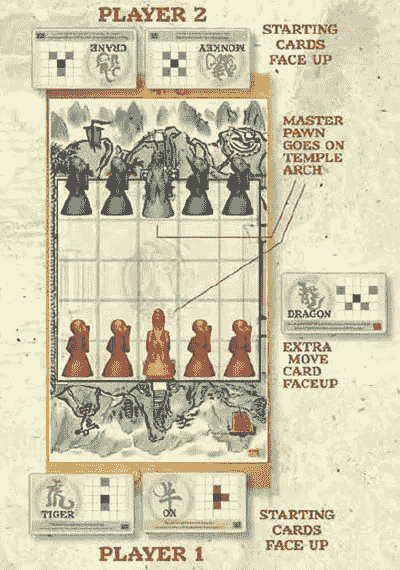 PLAYER 2
STARTING
CARDS
FACE UP
CRANE
MONKEY
MASTER
PAWN
GOES ON
TEMPLE
ARCH
DRAGON
EXTRA
MOVE
CARD
FACEUP
TIGER
OX
STARTING
CARDS
FACE UP
PLAYER 1